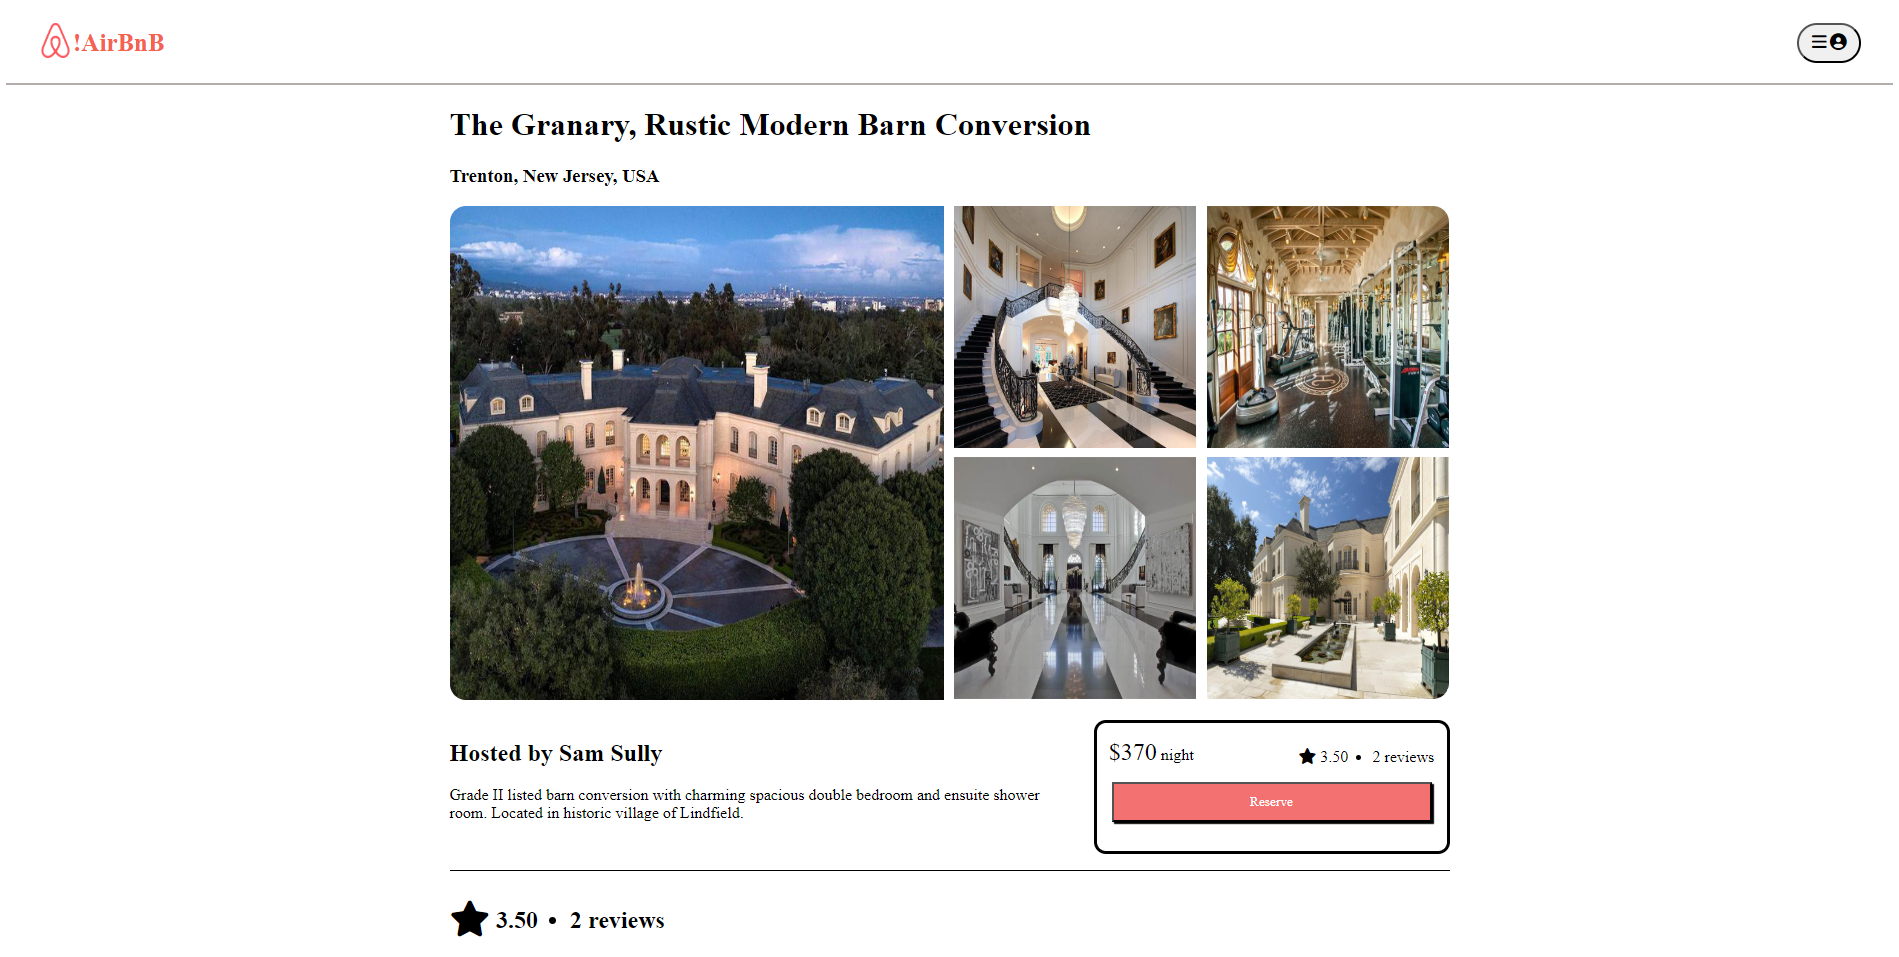 !AirBnB
The Granary, Rustic Modern Barn Conversion
Trenton, New Jersey, USA
Hosted by Sam Sully
Grade II listed barn conversion with charming spacious double bedroom and ensuite shower
room. Located in historic village of Lindfield.
$370 night
3.50 • 2 reviews
Reserve
3.50 • 2 reviews